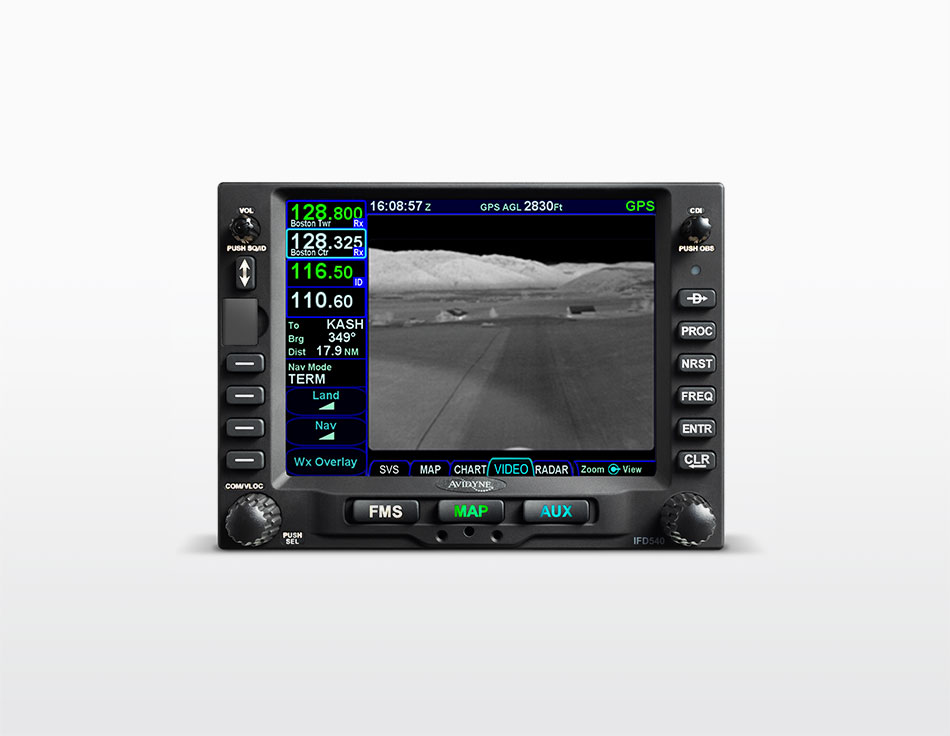 VOL
PUSH SQ/ID
128.800
Boston Twr Rx
128.325
Boston Ctr Rx
116.50
ID
110.60
To KASH
Brg 349°
Dist 17.9 NM
Nav Mode
TERM
Land
Nav
Wx Overlay
16:08:57 Z GPS AGL 2830Ft GPS
SVS MAP CHART VIDEO RADAR Zoom View
CDI
PUSH OBS
D
PROC
NRST
FREQ
ENTR
CLR
AVIDYNE
COM/VLOC
PUSH
SEL
FMS MAP AUX
IFD540